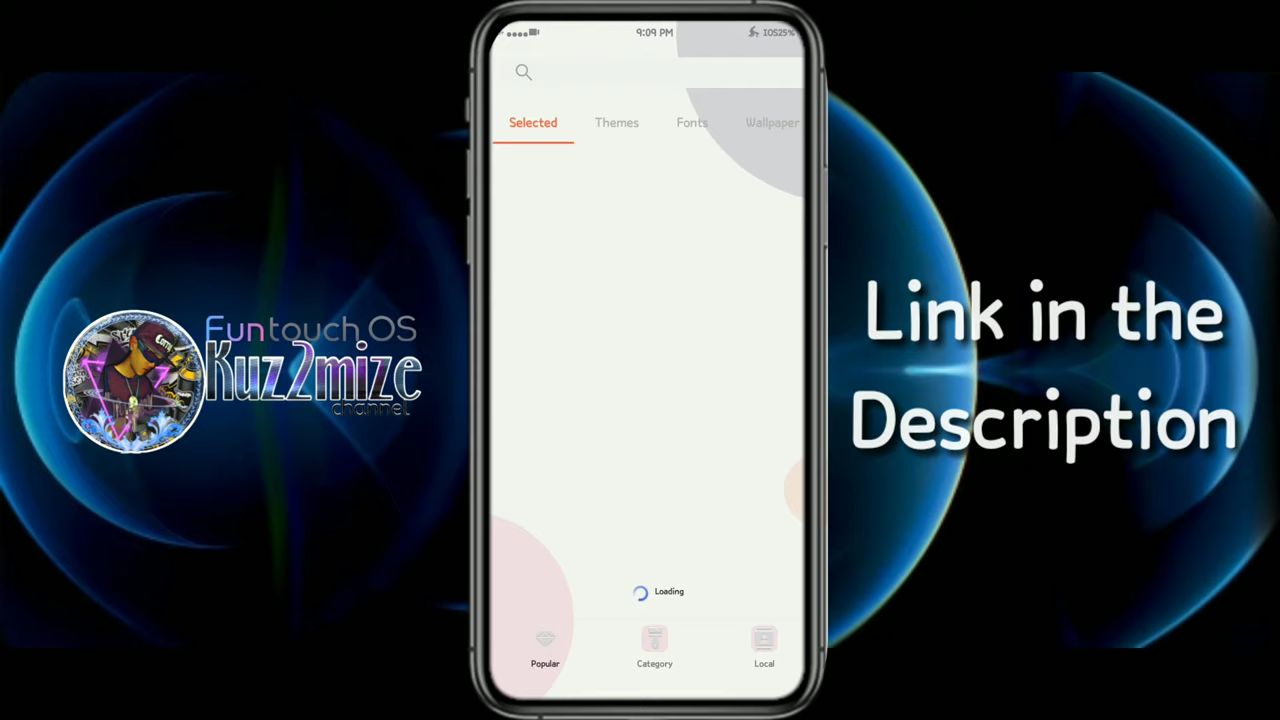 9:09 PM
IOS25%
Selected
Themes
Fonts
Wallpaper
Funtouch OS
Kuz2mize
channel
Link in the
Description
Loading
Popular
Category
Local